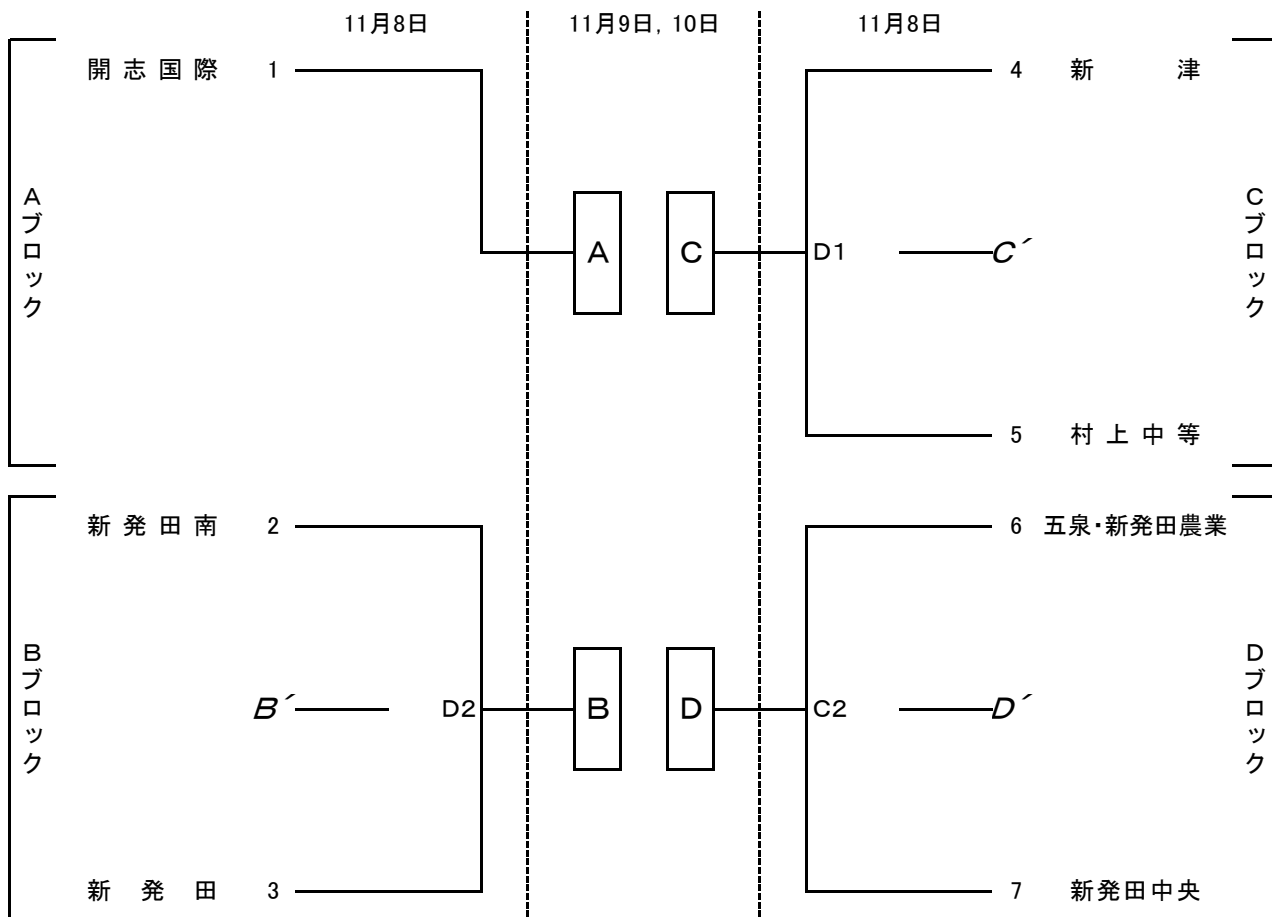 11月8日 11月9日, 10日 11月8日
開志国際 1
4 新津
Aブロック
A
C
D1
C´
Cブロック
5 村上中等
新発田南 2
6 五泉・新発田農業
Bブロック
B´
D2
B
D
C2
D´
Dブロック
新発田 3
7 新発田中央